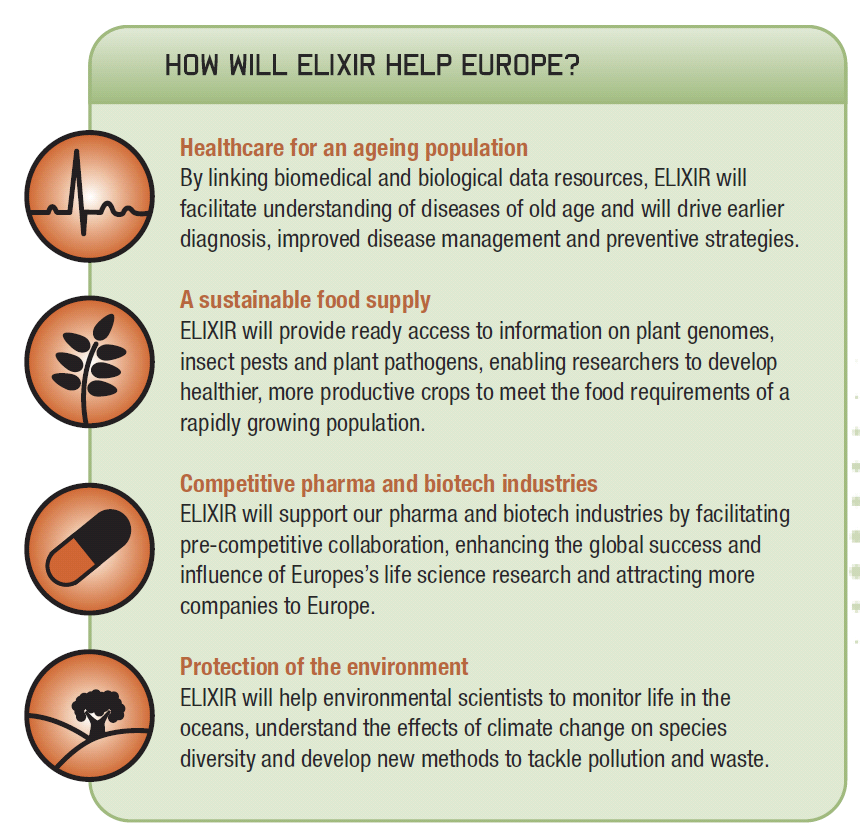 HOW WILL ELIXIR HELP EUROPE?
Healthcare for an ageing population
By linking biomedical and biological data resources, ELIXIR will
facilitate understanding of diseases of old age and will drive earlier
diagnosis, improved disease management and preventive strategies.
A sustainable food supply
ELIXIR will provide ready access to information on plant genomes,
insect pests and plant pathogens, enabling researchers to develop
healthier, more productive crops to meet the food requirements of a
rapidly growing population.
Competitive pharma and biotech industries
ELIXIR will support our pharma and biotech industries by facilitating
pre-competitive collaboration, enhancing the global success and
influence of Europes’s life science research and attracting more
companies to Europe.
Protection of the environment
ELIXIR will help environmental scientists to monitor life in the
oceans, understand the effects of climate change on species
diversity and develop new methods to tackle pollution and waste.